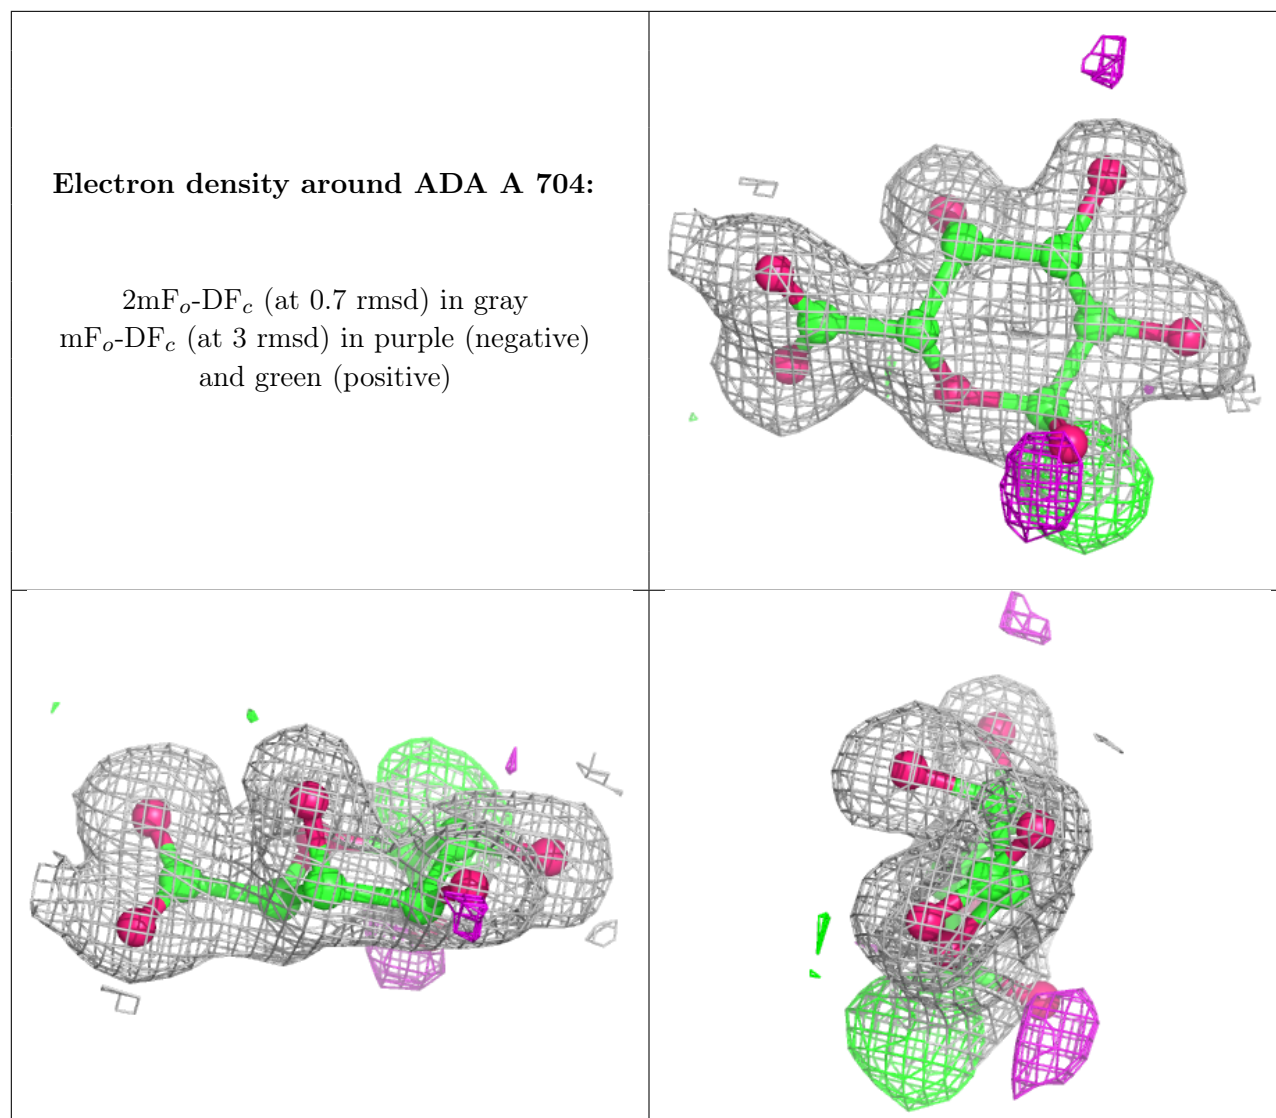 Electron density around ADA A 704:
2mFo-DFc (at 0.7 rmsd) in gray
mFo-DFc (at 3 rmsd) in purple (negative)
and green (positive)